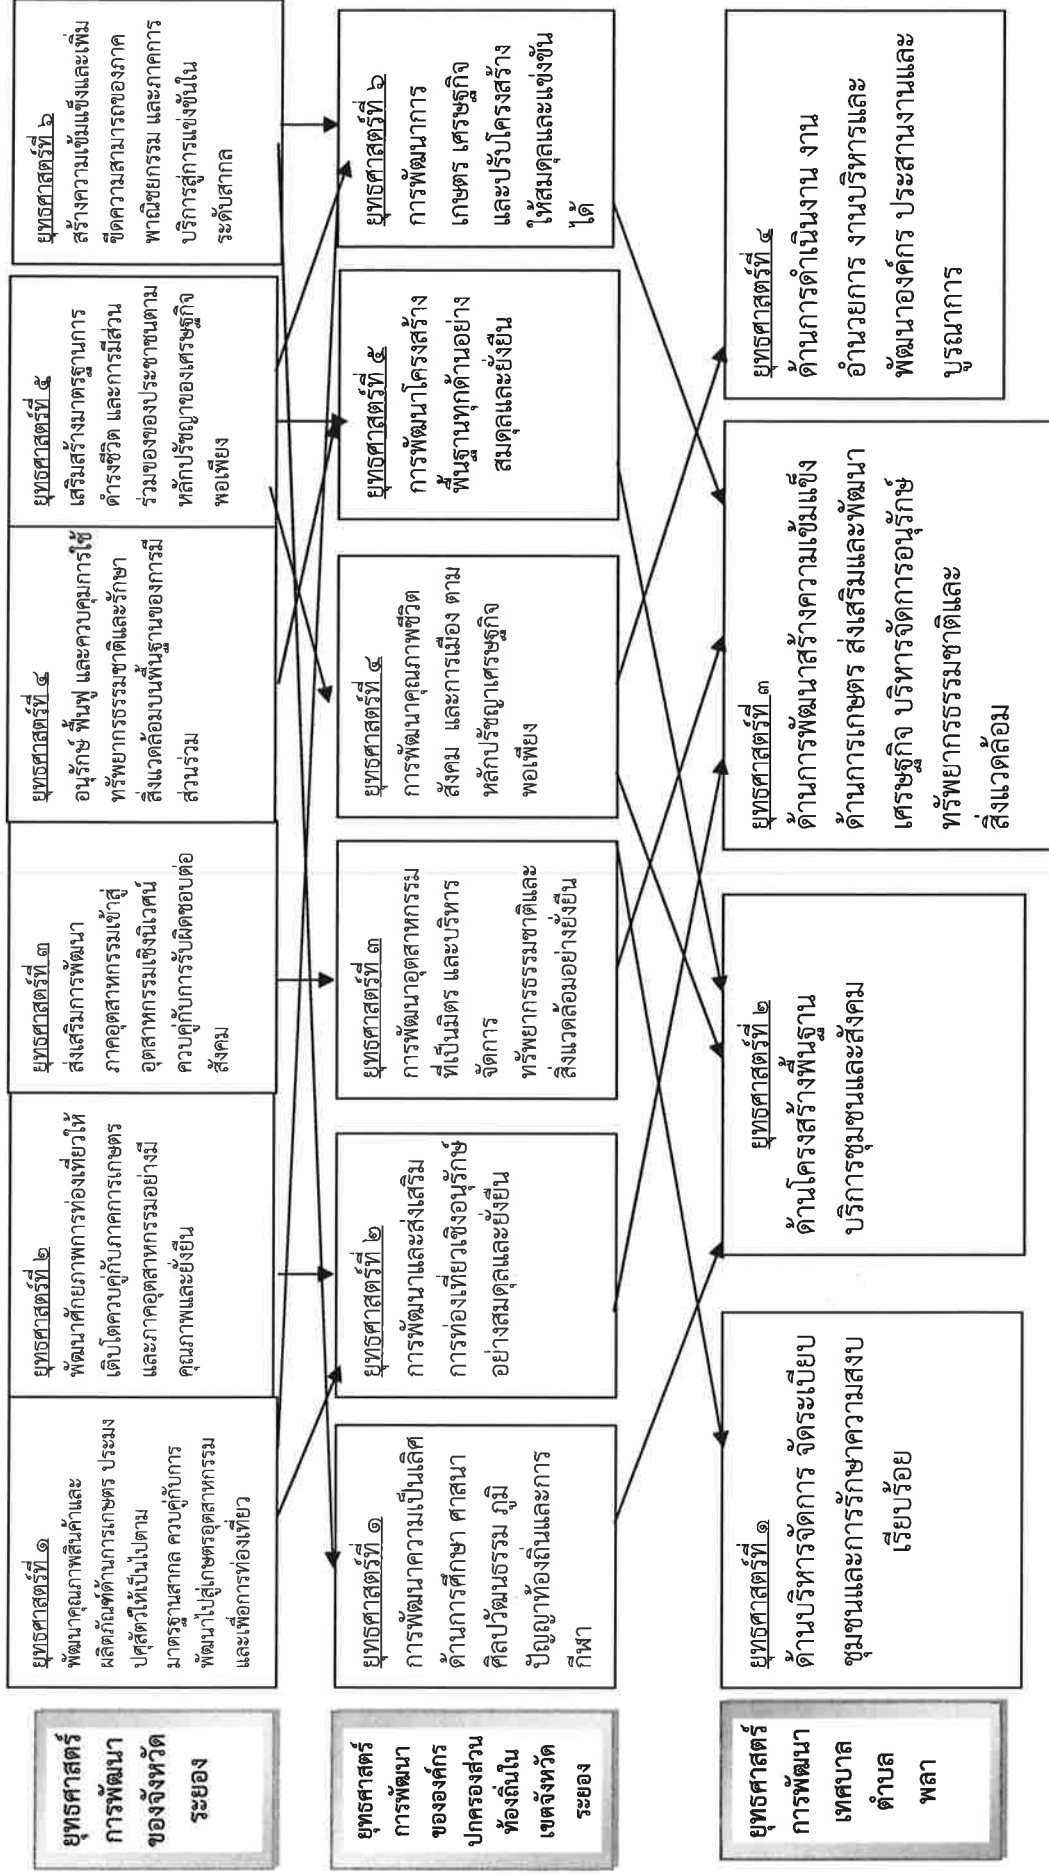 ยุทธศาสตร์
การพัฒนา
ของจังหวัด
ระยอง
ยุทธศาสตร์ที่ ๑
พัฒนาคุณภาพสินค้าและ
ผลิตภัณฑ์ด้านการเกษตร ประมง
ปศุสัตว์ให้เป็นไปตาม
มาตรฐานสากล ควบคู่กับการ
พัฒนาไปสู่เกษตรอุตสาหกรรม
และเพื่อการท่องเที่ยว
ยุทธศาสตร์ที่ ๒
พัฒนาศักยภาพการท่องเที่ยวให้
เติบโตควบคู่กับภาคการเกษตร
และภาคอุตสาหกรรมอย่างมี
คุณภาพและยั่งยืน
ยุทธศาสตร์ที่ ๓
ส่งเสริมการพัฒนา
ภาคอุตสาหกรรมเข้าสู่
อุตสาหกรรมเชิงนิเวศน์
ควบคู่กับการรับผิดชอบต่อ
สังคม
ยุทธศาสตร์ที่ ๔
อนุรักษ์ ฟื้นฟู และควบคุมการใช้
ทรัพยากรธรรมชาติและรักษา
สิ่งแวดล้อมบนพื้นฐานของการมี
ส่วนร่วม
ยุทธศาสตร์ที่ ๕
เสริมสร้างมาตรฐานการ
ดำรงชีวิต และการมีส่วน
ร่วมของของประชาชนตาม
หลักปรัชญาของเศรษฐกิจ
พอเพียง
ยุทธศาสตร์ที่ ๖
สร้างความเข้มแข็งและเพิ่ม
ขีดความสามารถของภาค
พาณิชยกรรม และภาคการ
บริการสู่การแข่งขันใน
ระดับสากล
ยุทธศาสตร์
การพัฒนา
ขององค์กร
ปกครองส่วน
ท้องถิ่นใน
เขตจังหวัด
ระยอง
ยุทธศาสตร์ที่ ๑
การพัฒนาความเป็นเลิศ
ด้านการศึกษา ศาสนา
ศิลปวัฒนธรรม ภูมิ
ปัญญาท้องถิ่นและการ
กีฬา
ยุทธศาสตร์ที่ ๒
การพัฒนาและส่งเสริม
การท่องเที่ยวเชิงอนุรักษ์
อย่างสมดุลและยั่งยืน
ยุทธศาสตร์ที่ ๓
การพัฒนาอุตสาหกรรม
ที่เป็นมิตร และบริหาร
จัดการ
ทรัพยากรธรรมชาติและ
สิ่งแวดล้อมอย่างยั่งยืน
ยุทธศาสตร์ที่ ๔
การพัฒนาคุณภาพชีวิต
สังคม และการเมือง ตาม
หลักปรัชญาเศรษฐกิจ
พอเพียง
ยุทธศาสตร์ที่ ๕
การพัฒนาโครงสร้าง
พื้นฐานทุกด้านอย่าง
สมดุลและยั่งยืน
ยุทธศาสตร์ที่ ๖
การพัฒนาการ
เกษตร เศรษฐกิจ
และปรับโครงสร้าง
ให้สมดุลและแข่งขัน
ได้
ยุทธศาสตร์
การพัฒนา
เทศบาล
ตำบล
พลา
ยุทธศาสตร์ที่ ๑
ด้านบริหารจัดการ จัดระเบียบ
ชุมชนและการรักษาความสงบ
เรียบร้อย
ยุทธศาสตร์ที่ ๒
ด้านโครงสร้างพื้นฐาน
บริการชุมชนและสังคม
ยุทธศาสตร์ที่ ๓
ด้านการพัฒนาสร้างความเข้มแข็ง
ด้านการเกษตร ส่งเสริมและพัฒนา
เศรษฐกิจ บริหารจัดการอนุรักษ์
ทรัพยากรธรรมชาติและ
สิ่งแวดล้อม
ยุทธศาสตร์ที่ ๔
ด้านการดำเนินงาน งาน
อำนวยการ งานบริหารและ
พัฒนาองค์กร ประสานงานและ
บูรณาการ